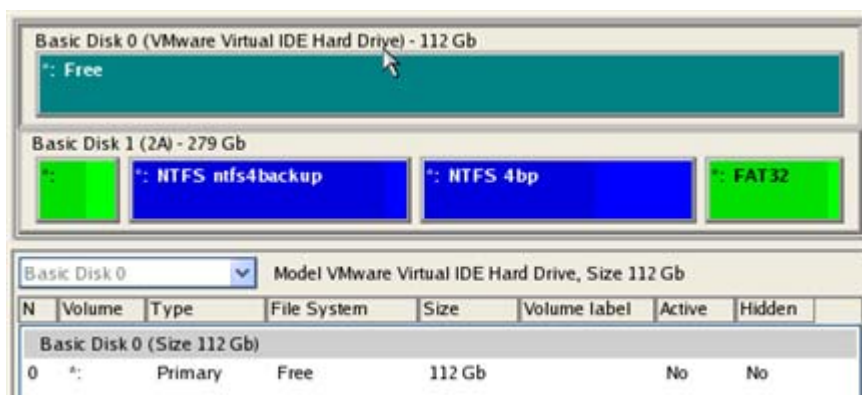 Basic Disk 0 (VMware Virtual IDE Hard Drive) - 112 Gb
*: Free
Basic Disk 1 (2A) - 279 Gb
*:
*: NTFS ntfs4backup
*: NTFS 4bp
*: FAT32
Basic Disk 0
Model VMware Virtual IDE Hard Drive, Size 112 Gb
N Volume Type File System Size Volume label Active Hidden
Basic Disk 0 (Size 112 Gb)
0 *: Primary Free 112 Gb No No